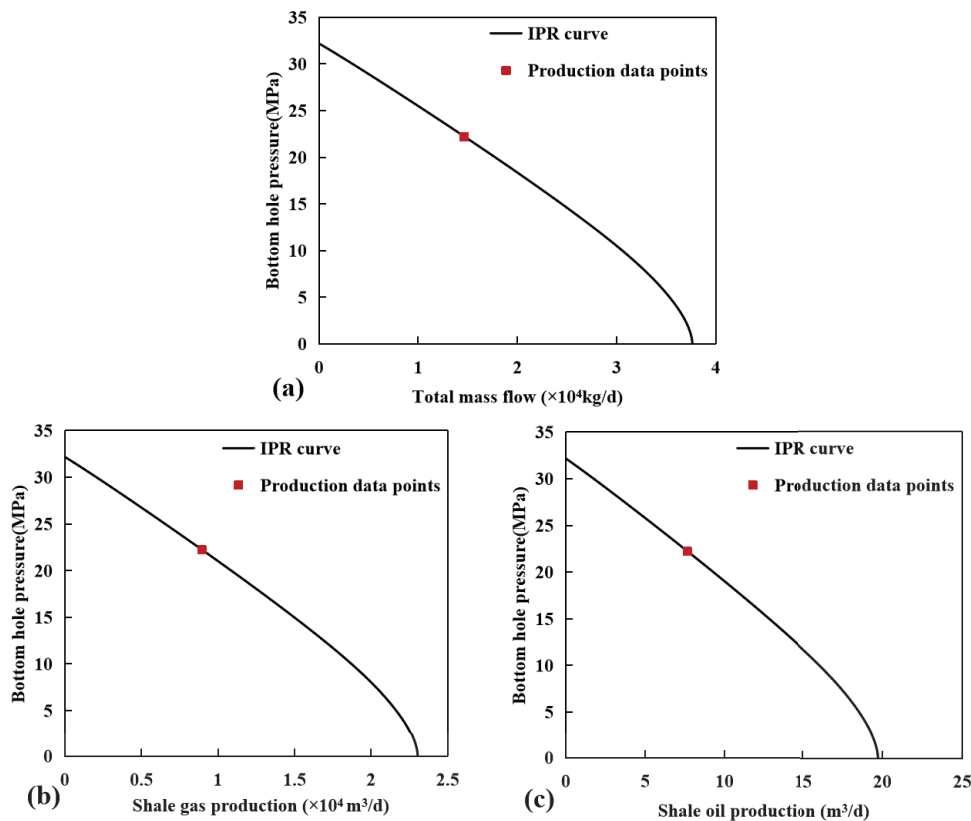 35
30
25
20
15
10
5
0
Bottom hole pressure(MPa)
IPR curve
Production data points
0 1 2 3 4
(a)
Total mass flow (×10⁴kg/d)
35
30
25
20
15
10
5
0
Bottom hole pressure(MPa)
IPR curve
Production data points
0 0.5 1 1.5 2 2.5
(b)
Shale gas production (×10⁴ m³/d)
35
30
25
20
15
10
5
0
Bottom hole pressure(MPa)
IPR curve
Production data points
0 5 10 15 20 25
(c)
Shale oil production (m³/d)